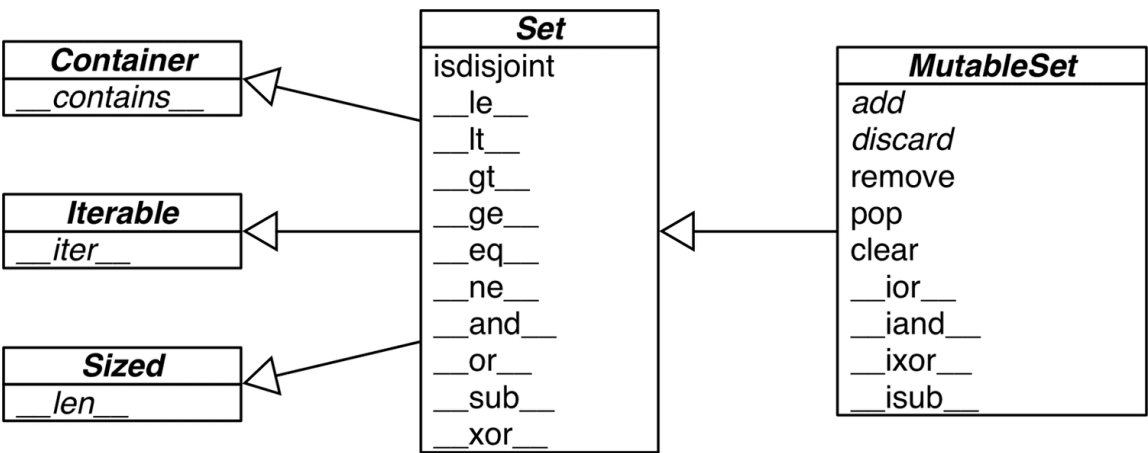 Container
__contains__
Iterable
__iter__
Sized
__len__
Set
isdisjoint
__le__
__lt__
__gt__
__ge__
__eq__
__ne__
__and__
__or__
__sub__
__xor__
MutableSet
add
discard
remove
pop
clear
__ior__
__iand__
__ixor__
__isub__